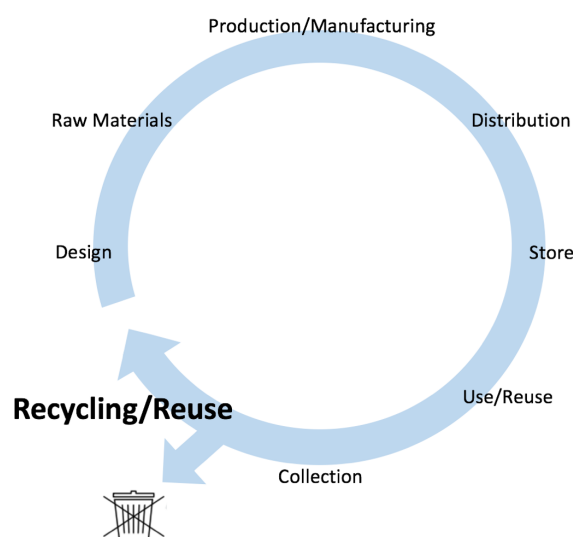 Production/Manufacturing
Raw Materials
Distribution
Design
Store
Use/Reuse
Recycling/Reuse
Collection